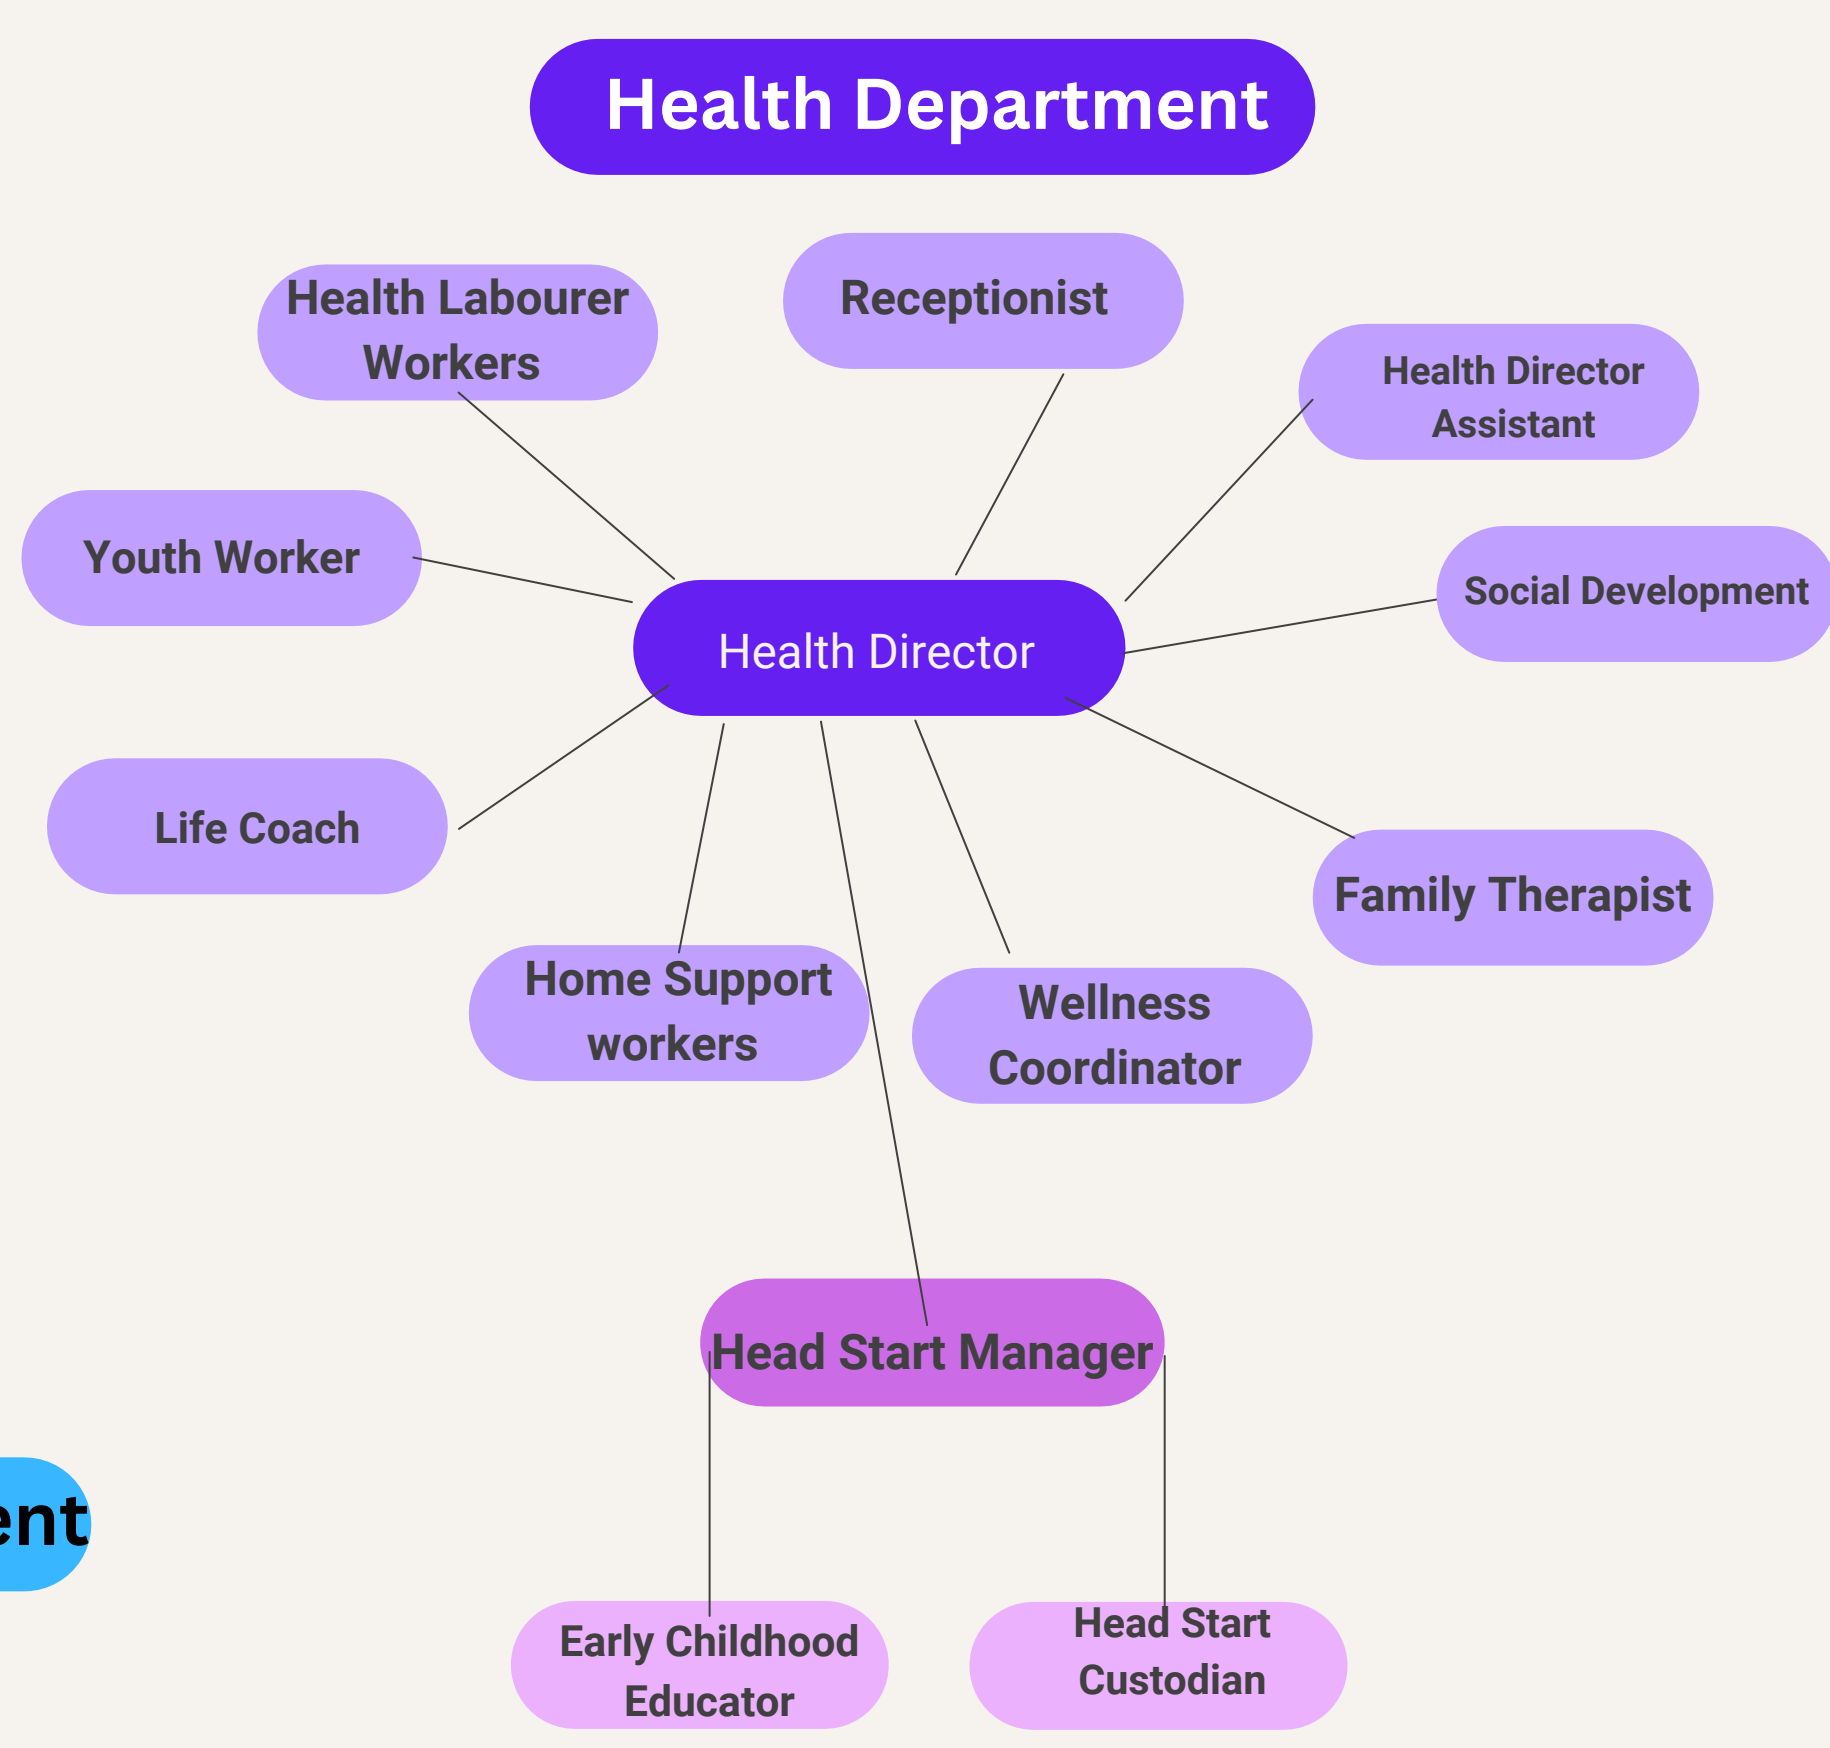 Health Department
Health Labourer
Workers
Receptionist
Health Director
Assistant
Youth Worker
Social Development
Health Director
Life Coach
Family Therapist
Home Support
workers
Wellness
Coordinator
Head Start Manager
ent
Early Childhood
Educator
Head Start
Custodian